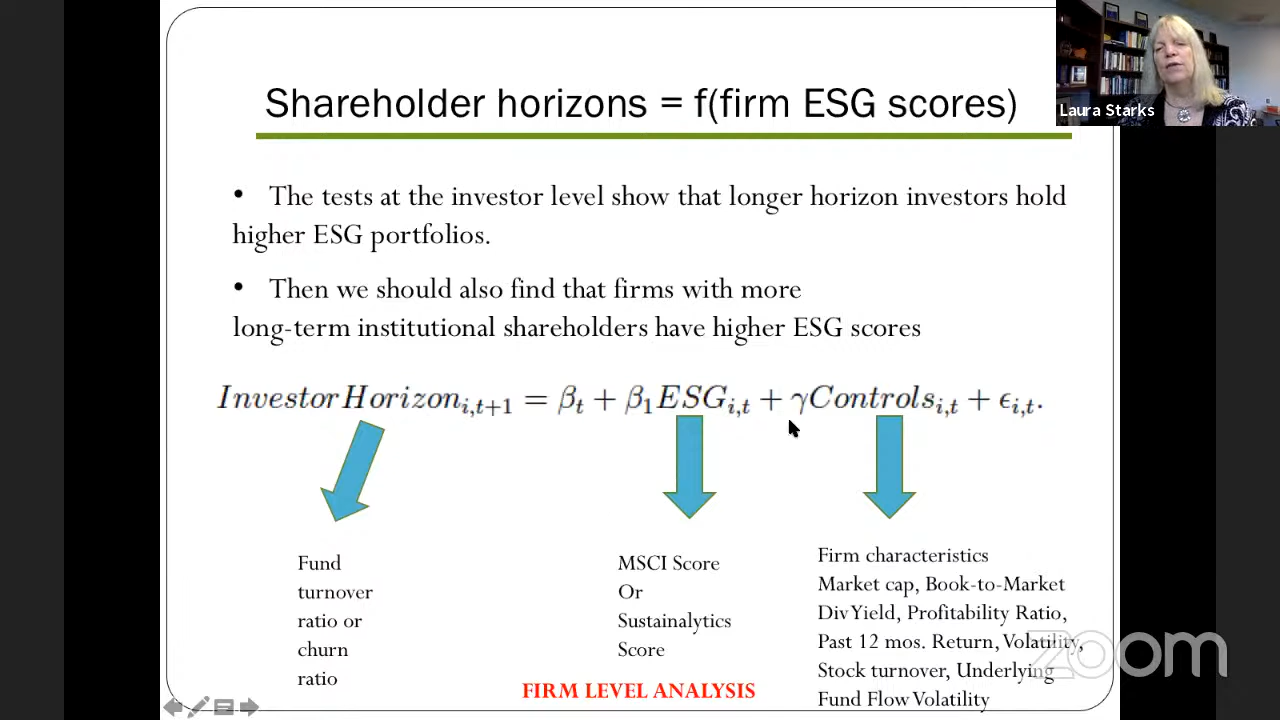 Shareholder horizons = f(firm ESG scores)
Laura Starks
• The tests at the investor level show that longer horizon investors hold
higher ESG portfolios.
• Then we should also find that firms with more
long-term institutional shareholders have higher ESG scores
InvestorHorizon_{i,t+1} = β_t + β_1ESG_{i,t} + γControls_{i,t} + ϵ_{i,t}.
Fund
turnover
ratio or
churn
ratio
MSCI Score
Or
Sustainalytics
Score
Firm characteristics
Market cap, Book-to-Market
Div Yield, Profitability Ratio,
Past 12 mos. Return, Volatility,
Stock turnover, Underlying
Fund Flow Volatility
FIRM LEVEL ANALYSIS
zoom